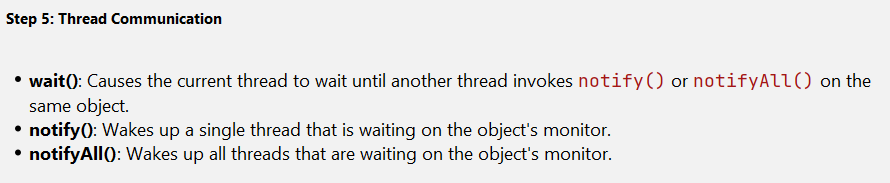 Step 5: Thread Communication
• wait(): Causes the current thread to wait until another thread invokes notify() or notifyAll() on the
same object.
• notify(): Wakes up a single thread that is waiting on the object's monitor.
• notifyAll(): Wakes up all threads that are waiting on the object's monitor.